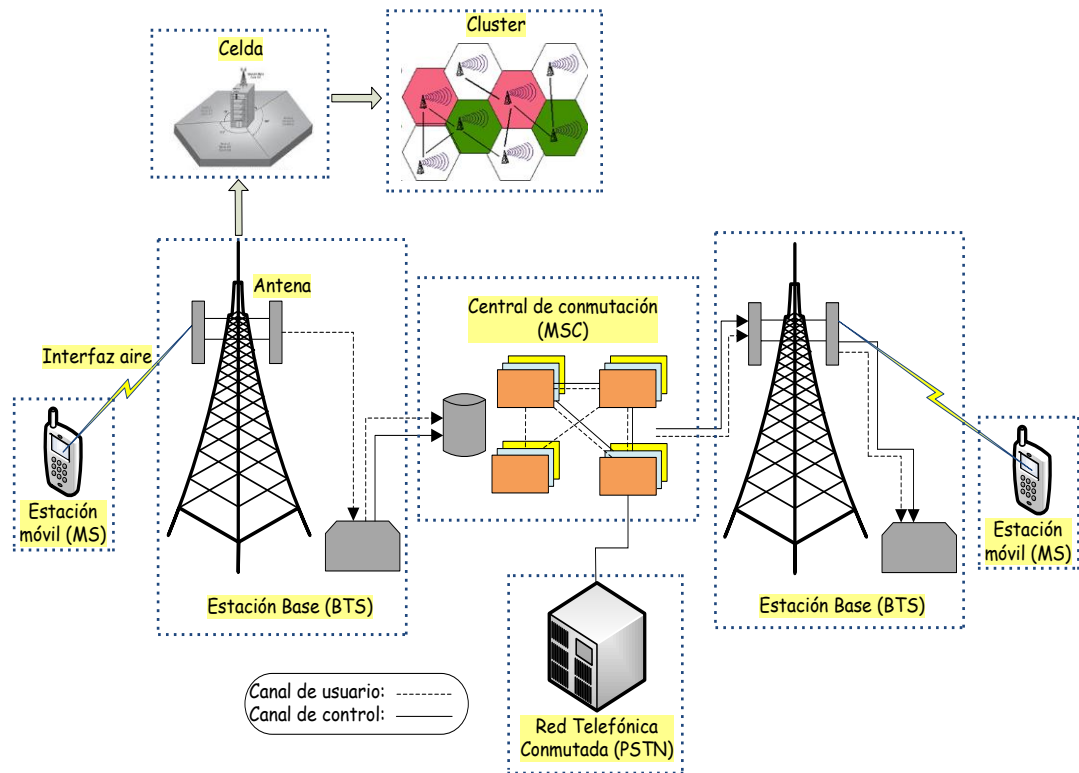 Celda
Cluster
Antena
Interfaz aire
Central de conmutación
(MSC)
Estación
móvil (MS)
Estación Base (BTS)
Estación Base (BTS)
Estación
móvil (MS)
Canal de usuario:
Canal de control:
Red Telefónica
Conmutada (PSTN)